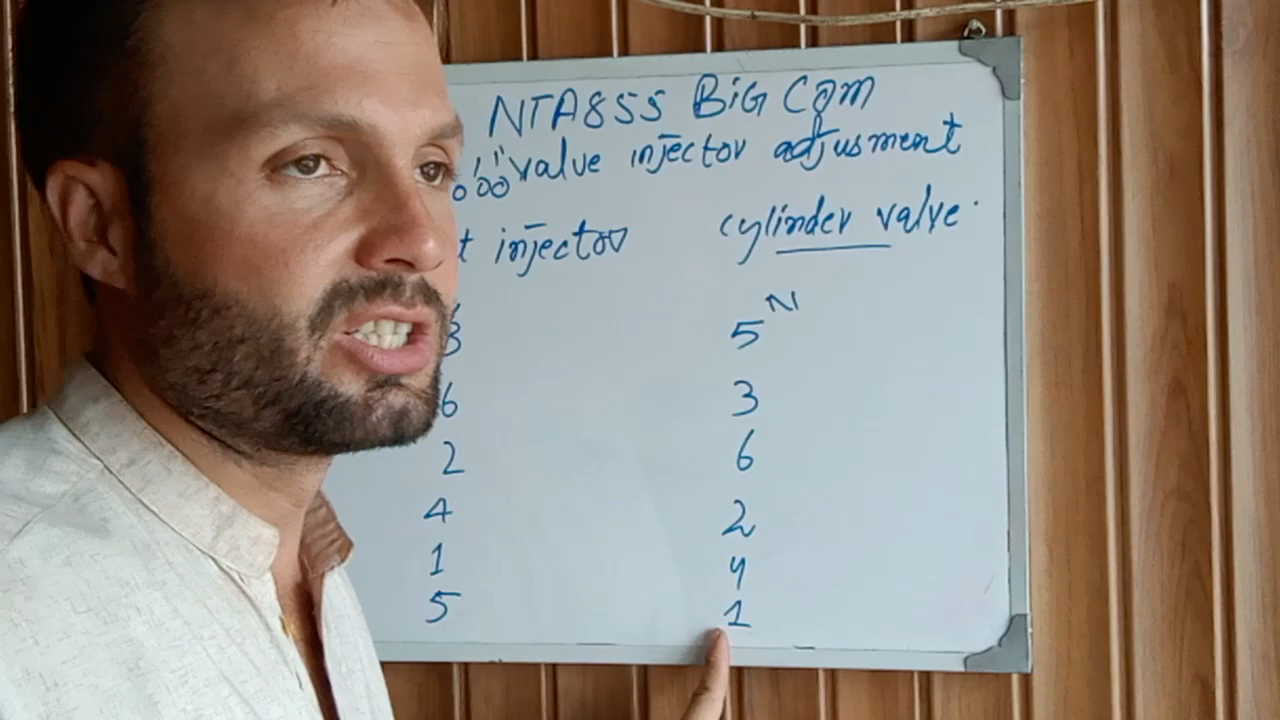 NTA855 BiG Com
valve injector adjusment
injector cylinder valve
3 5 N
6 3
2 6
4 2
1 4
5 1